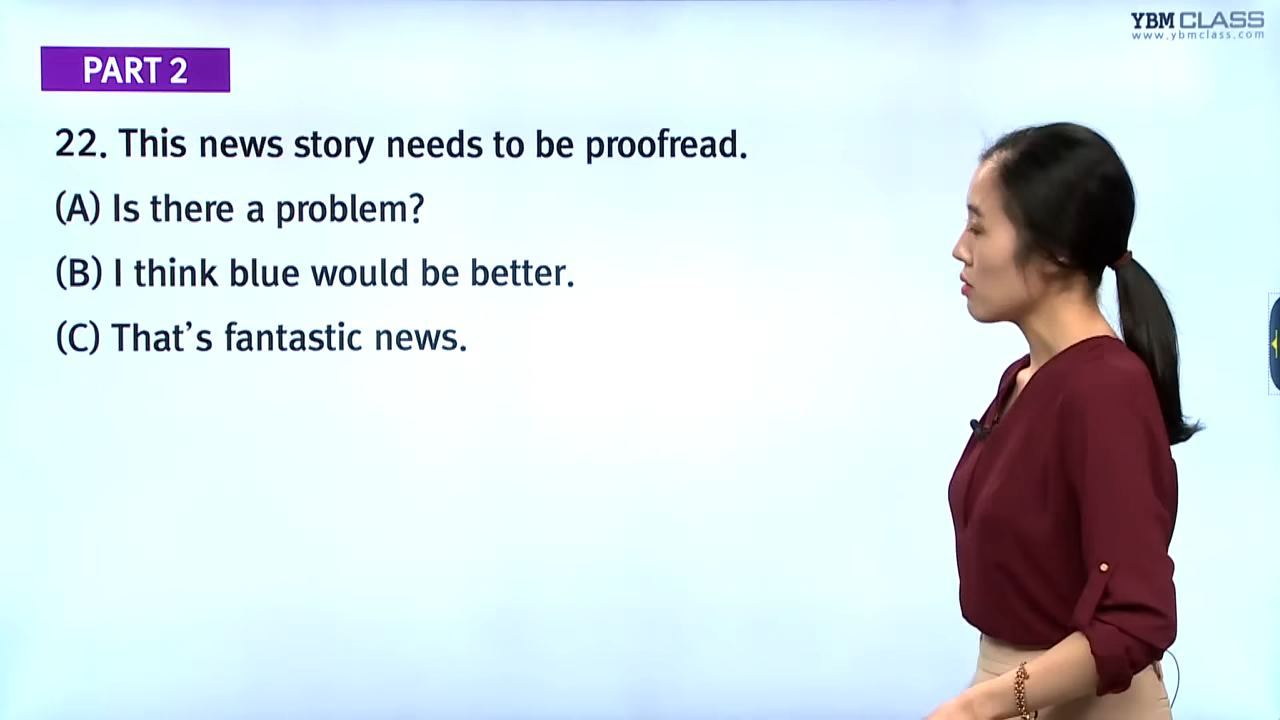 YBM CLASS
www.ybmclass.com
PART 2
22. This news story needs to be proofread.
(A) Is there a problem?
(B) I think blue would be better.
(C) That's fantastic news.